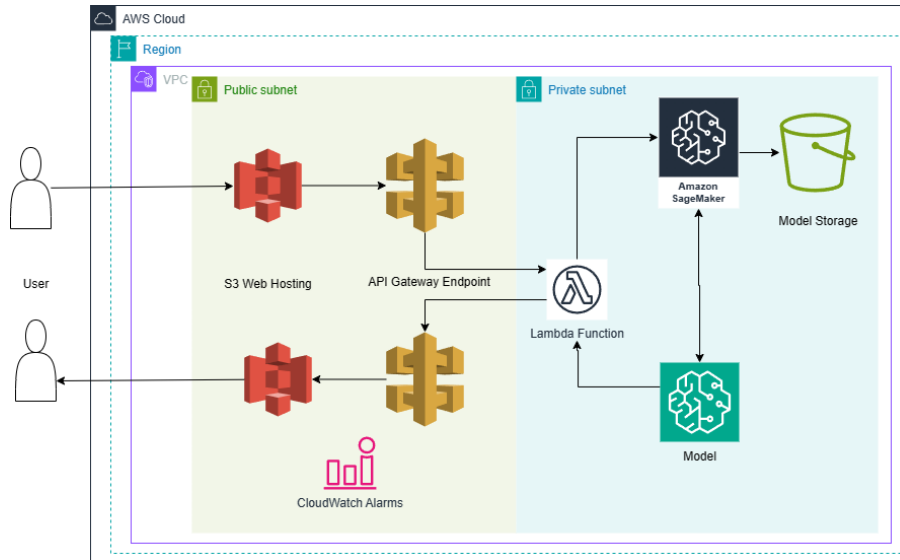 AWS Cloud
Region
VPC
Public subnet
Private subnet
Amazon
SageMaker
Model Storage
User
S3 Web Hosting
API Gateway Endpoint
Lambda Function
Model
CloudWatch Alarms